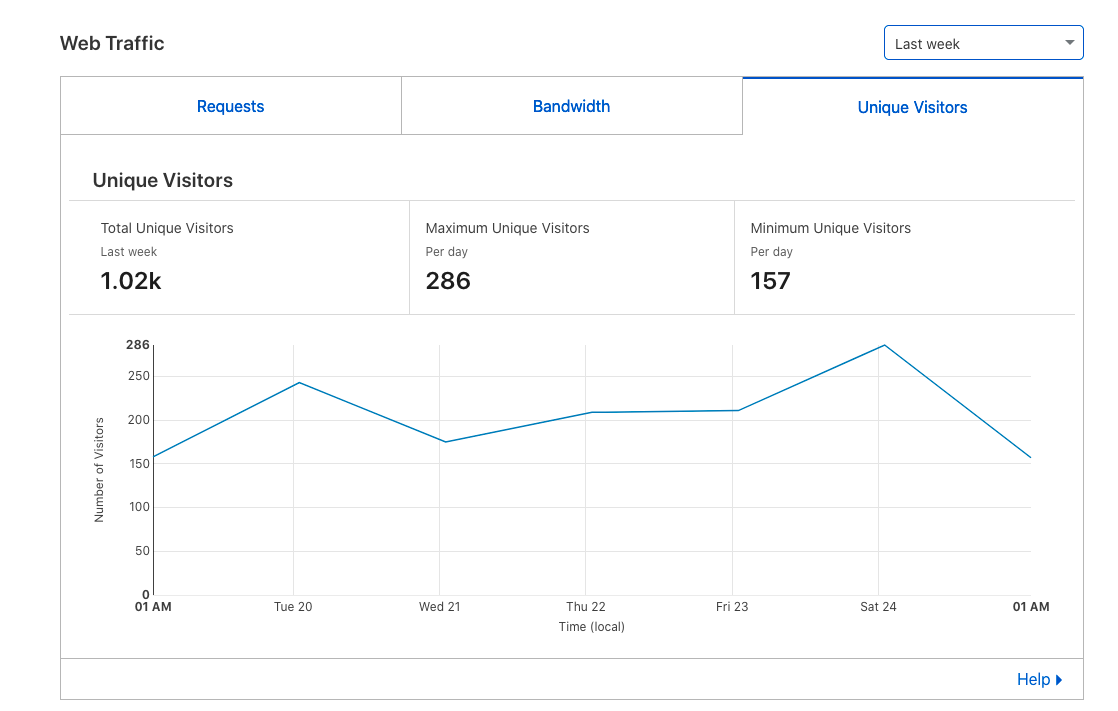 Web Traffic
Last week
Requests
Bandwidth
Unique Visitors
Unique Visitors
Total Unique Visitors
Last week
1.02k
Maximum Unique Visitors
Per day
286
Minimum Unique Visitors
Per day
157
Number of Visitors
286
250
200
150
100
50
0
01 AM
Tue 20
Wed 21
Thu 22
Fri 23
Sat 24
01 AM
Time (local)
Help